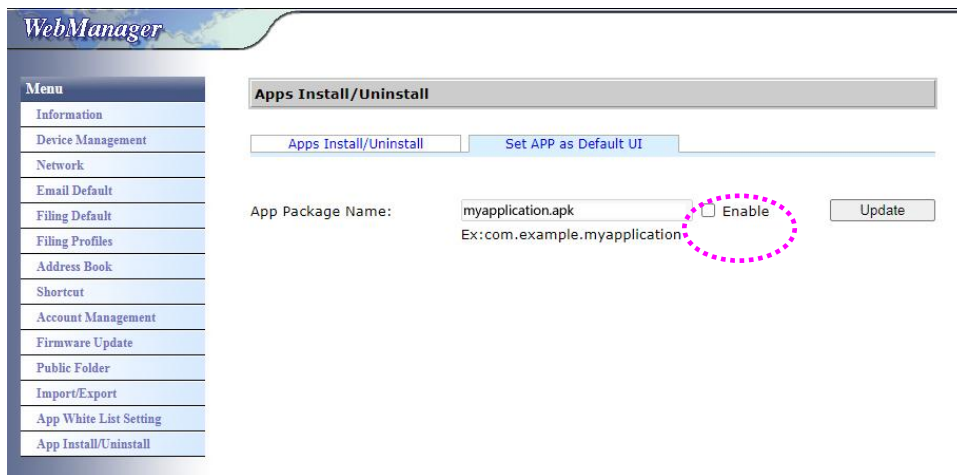 WebManager
Menu
Information
Device Management
Network
Email Default
Filing Default
Filing Profiles
Address Book
Shortcut
Account Management
Firmware Update
Public Folder
Import/Export
App White List Setting
App Install/Uninstall
Apps Install/Uninstall
Apps Install/Uninstall Set APP as Default UI
App Package Name: myapplication.apk Enable Update
Ex:com.example.myapplication